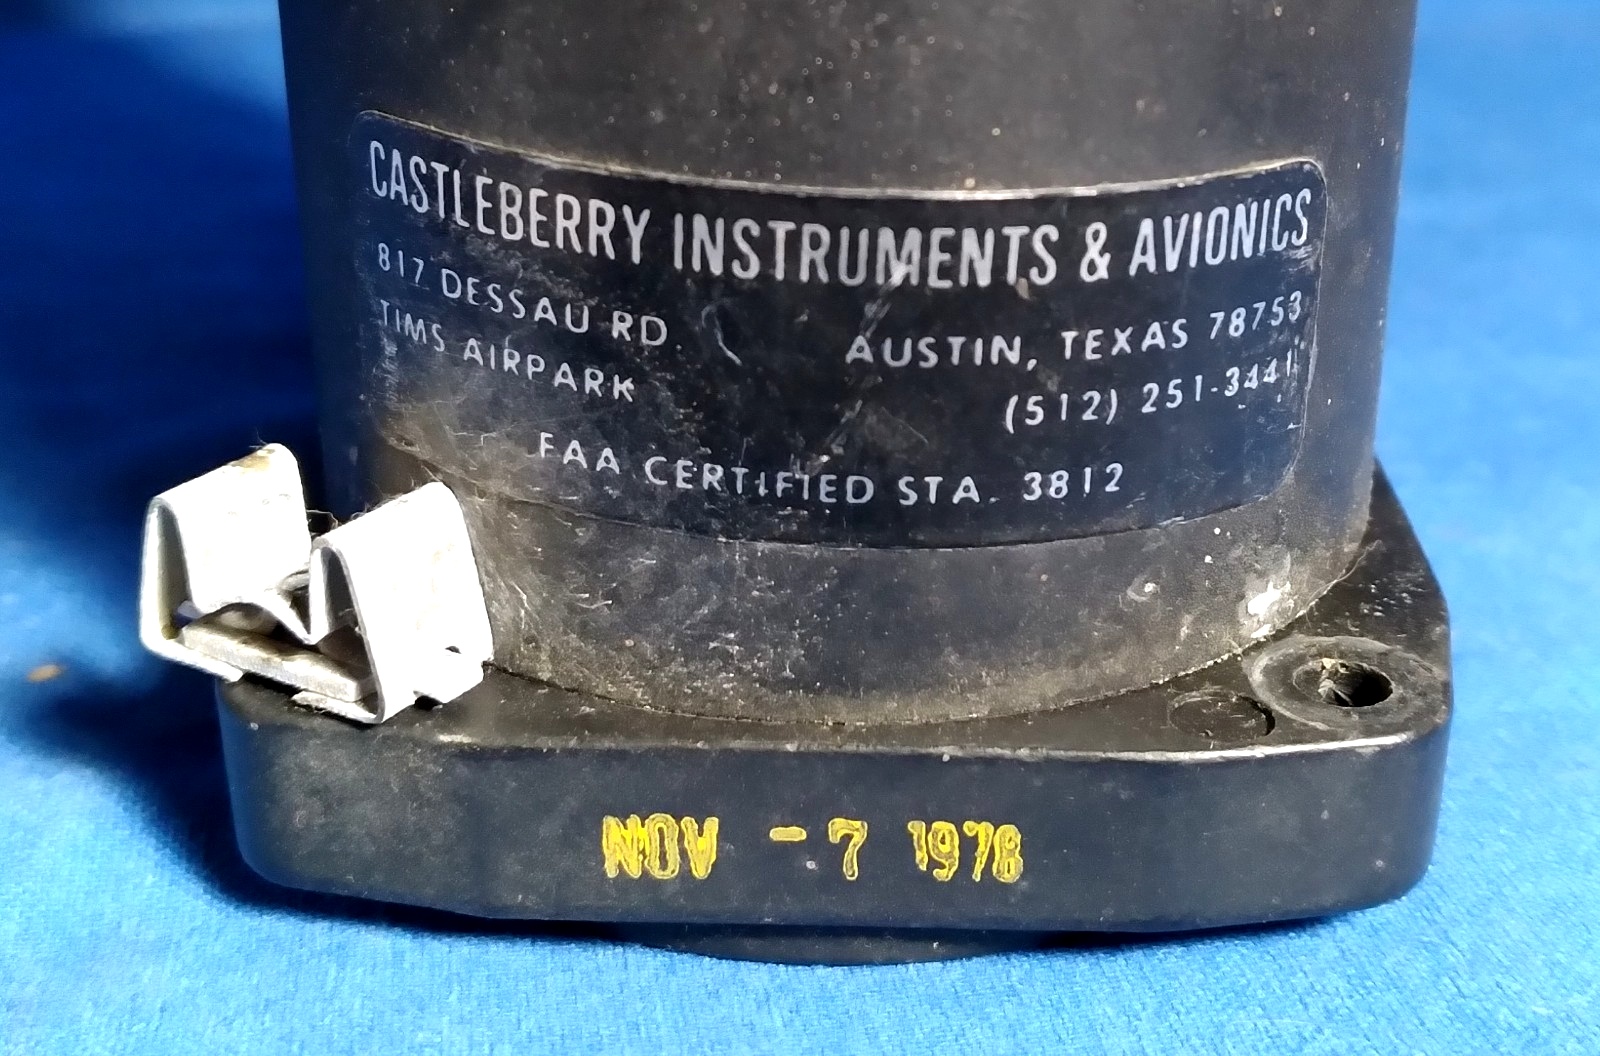 CASTLEBERRY INSTRUMENTS & AVIONICS
817 DESSAU RD. AUSTIN, TEXAS 78753
TIMS AIRPARK (512) 251-3441
FAA CERTIFIED STA. 3812
NOV - 7 1978